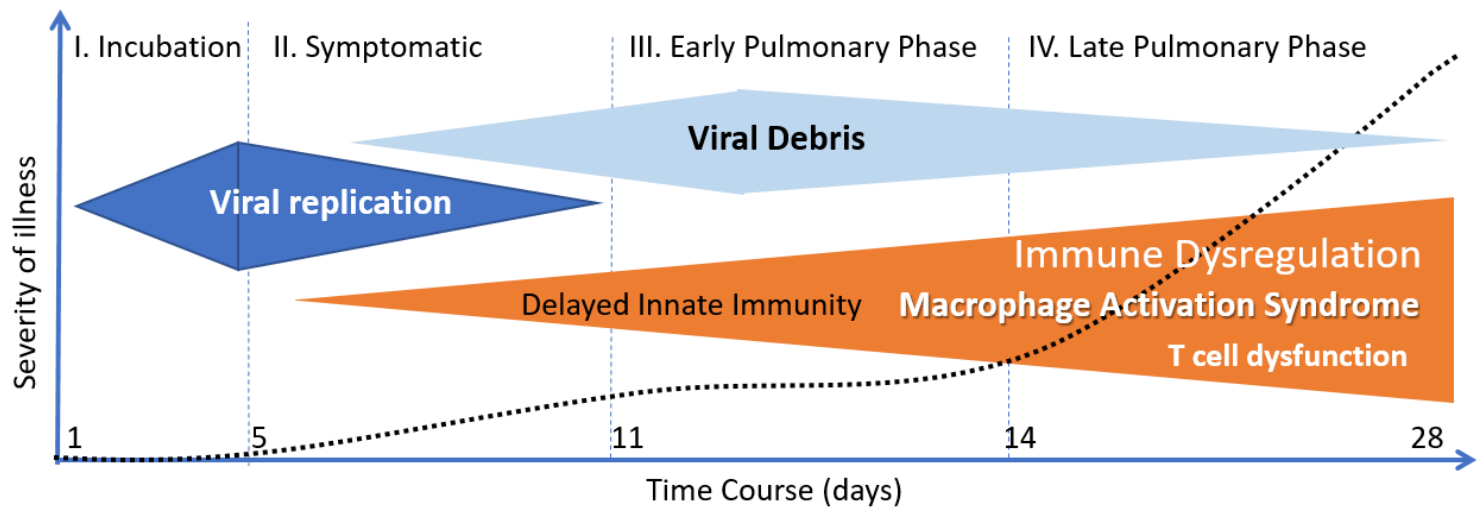 I. Incubation
II. Symptomatic
III. Early Pulmonary Phase
IV. Late Pulmonary Phase
Viral Debris
Viral replication
Immune Dysregulation
Delayed Innate Immunity
Macrophage Activation Syndrome
T cell dysfunction
Severity of illness
1
5
11
14
28
Time Course (days)